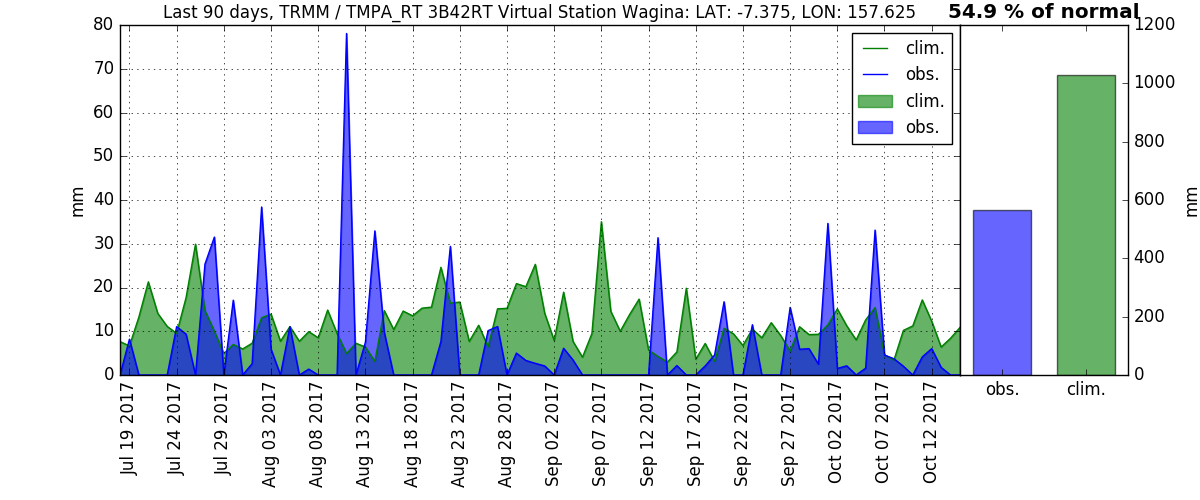 Last 90 days, TRMM / TMPA_RT 3B42RT Virtual Station Wagina: LAT: -7.375, LON: 157.625
54.9 % of normal
80
70
60
50
40
30
20
10
0
mm
clim.
obs.
clim.
obs.
1200
1000
800
600
400
200
0
mm
Jul 19 2017
Jul 24 2017
Jul 29 2017
Aug 03 2017
Aug 08 2017
Aug 13 2017
Aug 18 2017
Aug 23 2017
Aug 28 2017
Sep 02 2017
Sep 07 2017
Sep 12 2017
Sep 17 2017
Sep 22 2017
Sep 27 2017
Oct 02 2017
Oct 07 2017
Oct 12 2017
obs.
clim.